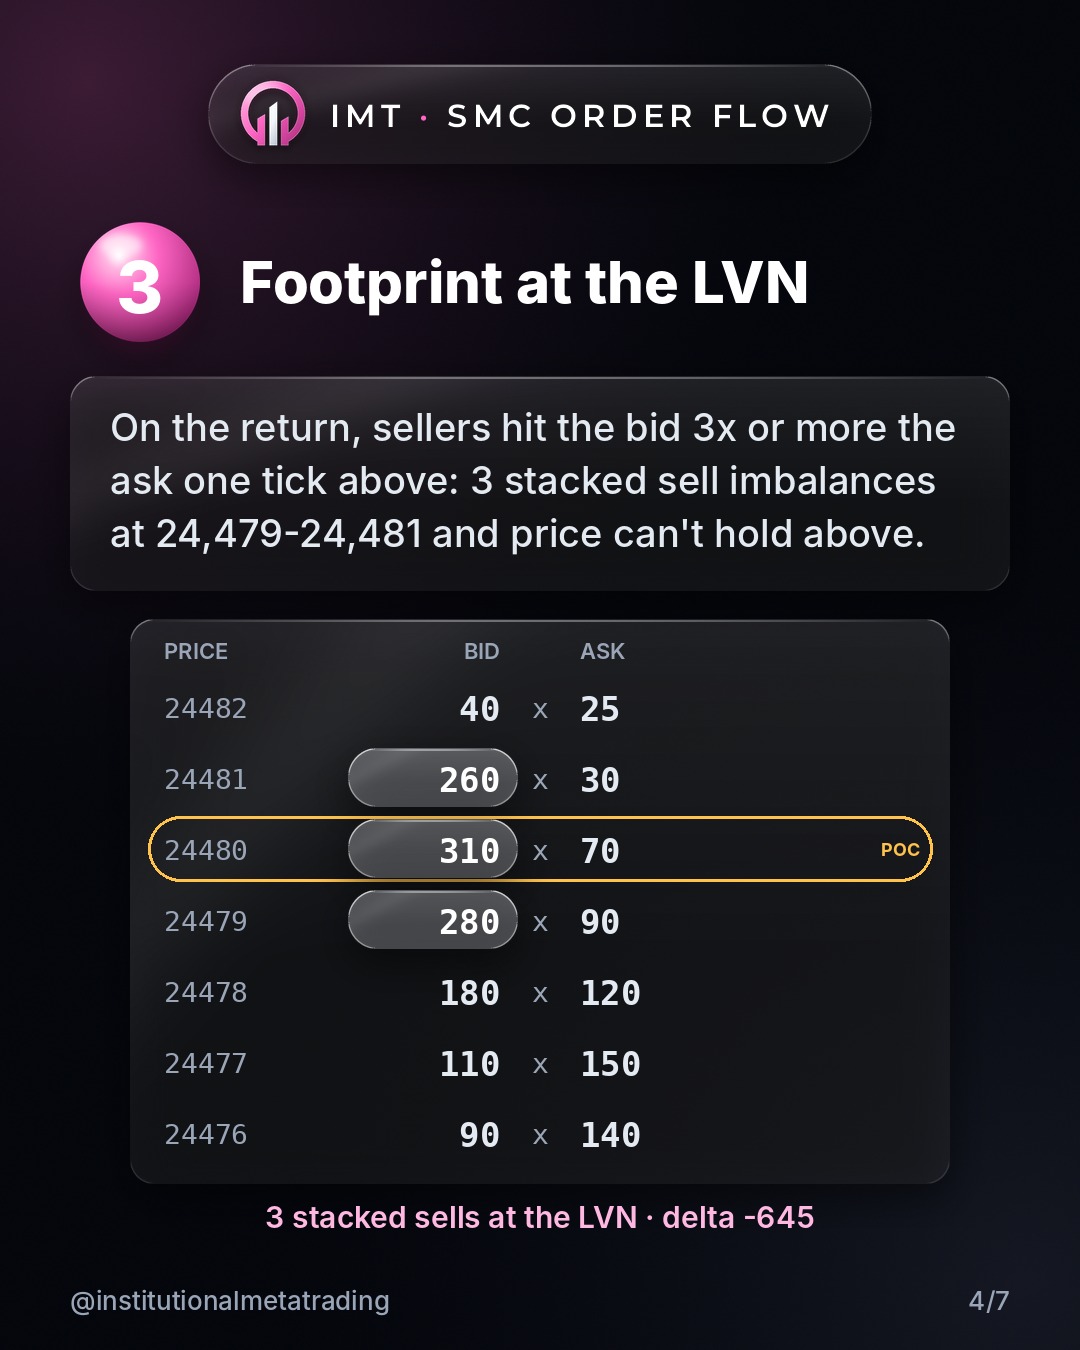 IMT · SMC ORDER FLOW
3 Footprint at the LVN
On the return, sellers hit the bid 3x or more the
ask one tick above: 3 stacked sell imbalances
at 24,479-24,481 and price can't hold above.
PRICE BID ASK
24482 40 x 25
24481 260 x 30
24480 310 x 70 POC
24479 280 x 90
24478 180 x 120
24477 110 x 150
24476 90 x 140
3 stacked sells at the LVN · delta -645
@institutionalmetatrading 4/7